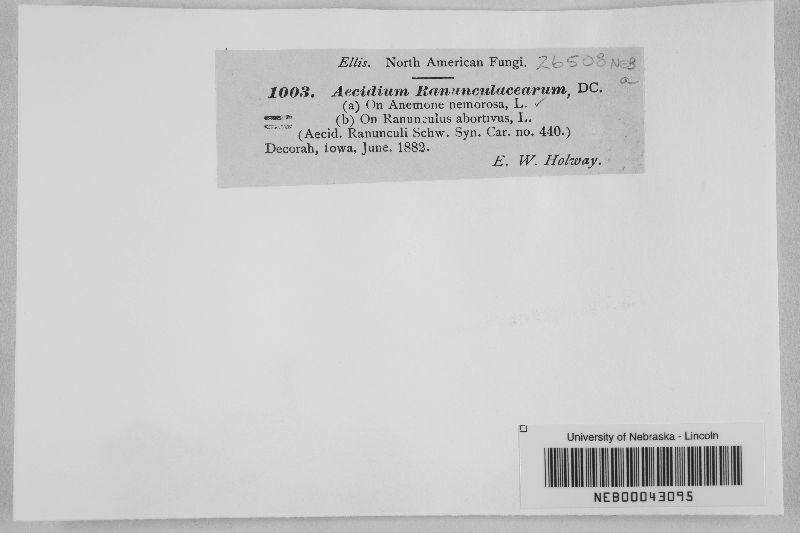 Ellis. North American Fungi. 26508 NEB
a
1003. Aecidium Ranunculacearum, DC.
(a) On Anemone nemorosa, L. ✓
(b) On Ranunculus abortivus, L.
(Aecid. Ranunculi Schw. Syn. Car. no. 440.)
Decorah, Iowa, June. 1882.
E. W. Holway.
University of Nebraska - Lincoln
NEB00043095